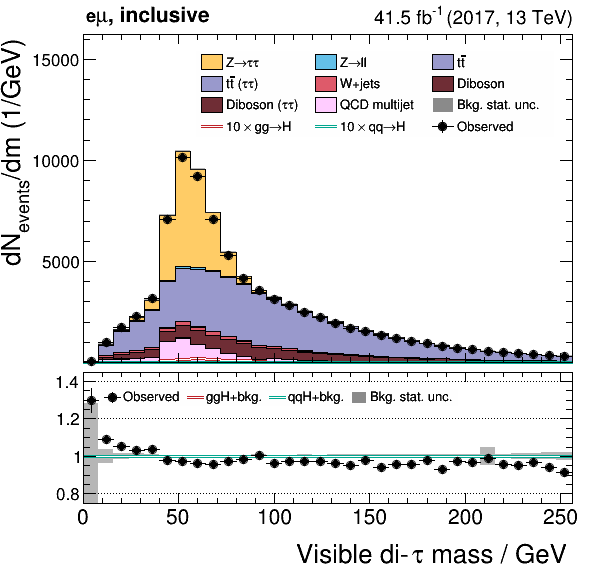 eμ, inclusive 41.5 fb⁻¹ (2017, 13 TeV)
dN_events/dm (1/GeV)
15000
10000
5000
Z→ττ Z→ll tt̄
tt̄ (ττ) W+jets Diboson
Diboson (ττ) QCD multijet Bkg. stat. unc.
10 × gg→H 10 × qq→H Observed
1.4
1.2
1
0.8
Observed ggH+bkg. qqH+bkg. Bkg. stat. unc.
0 50 100 150 200 250
Visible di-τ mass / GeV